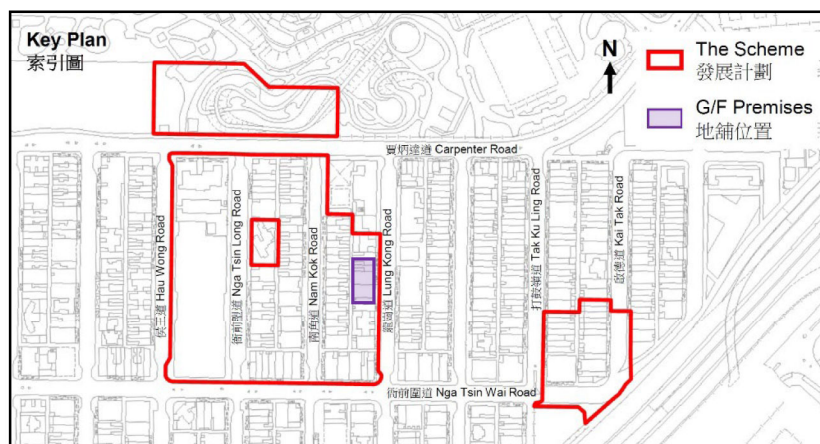 Key Plan
索引圖
N
The Scheme
發展計劃
G/F Premises
地舖位置
賈炳達道 Carpenter Road
侯王道 Hau Wong Road
衙前塱道 Nga Tsin Long Road
南角道 Nam Kok Road
龍崗道 Lung Kong Road
打鼓嶺道 Tak Ku Ling Road
啟德道 Kai Tak Road
衙前圍道 Nga Tsin Wai Road